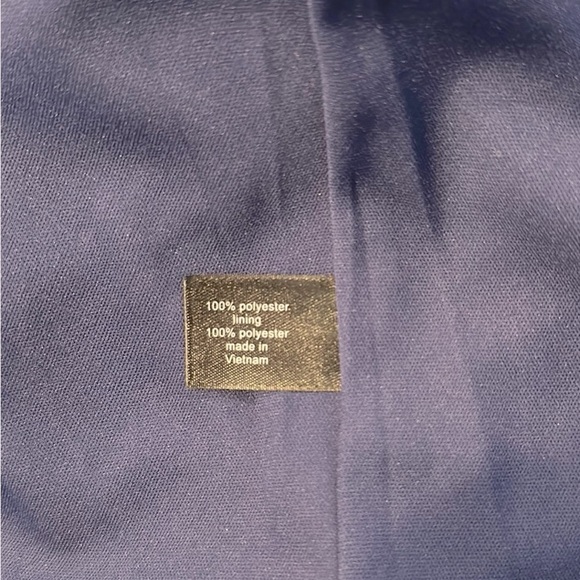 100% polyester
lining
100% polyester
made in
Vietnam